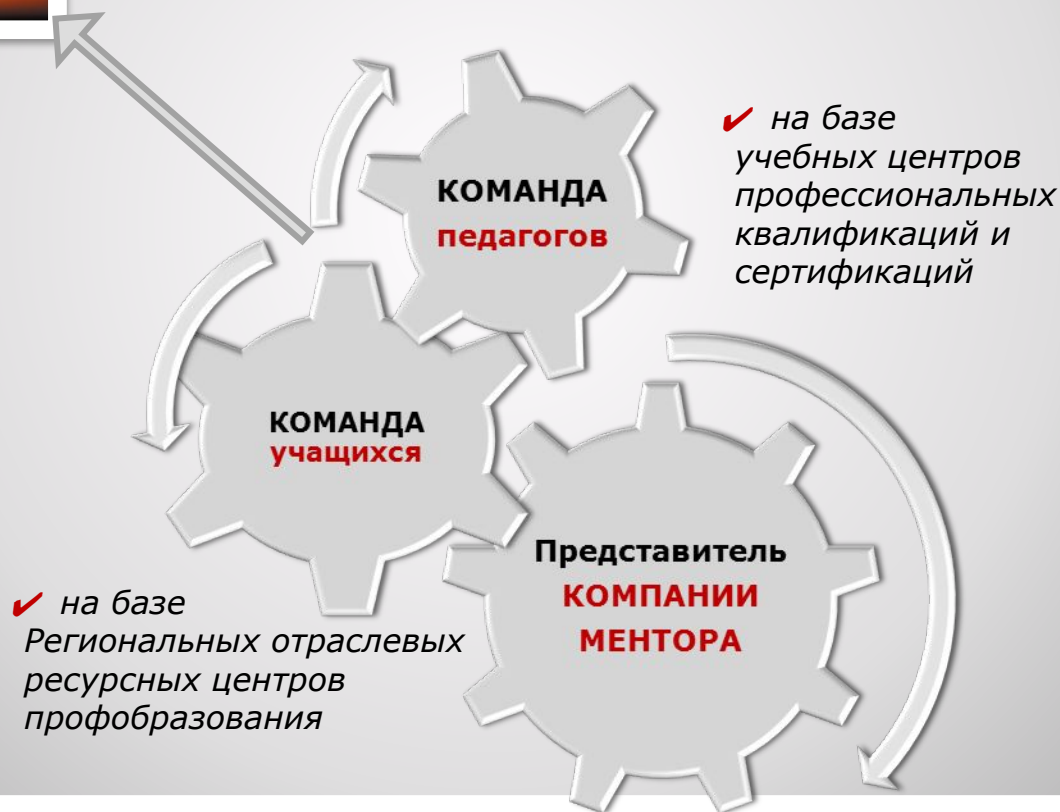 КОМАНДА
педагогов
✔ на базе
учебных центров
профессиональных
квалификаций и
сертификаций
КОМАНДА
учащихся
Представитель
КОМПАНИИ
МЕНТОРА
✔ на базе
Региональных отраслевых
ресурсных центров
профобразования